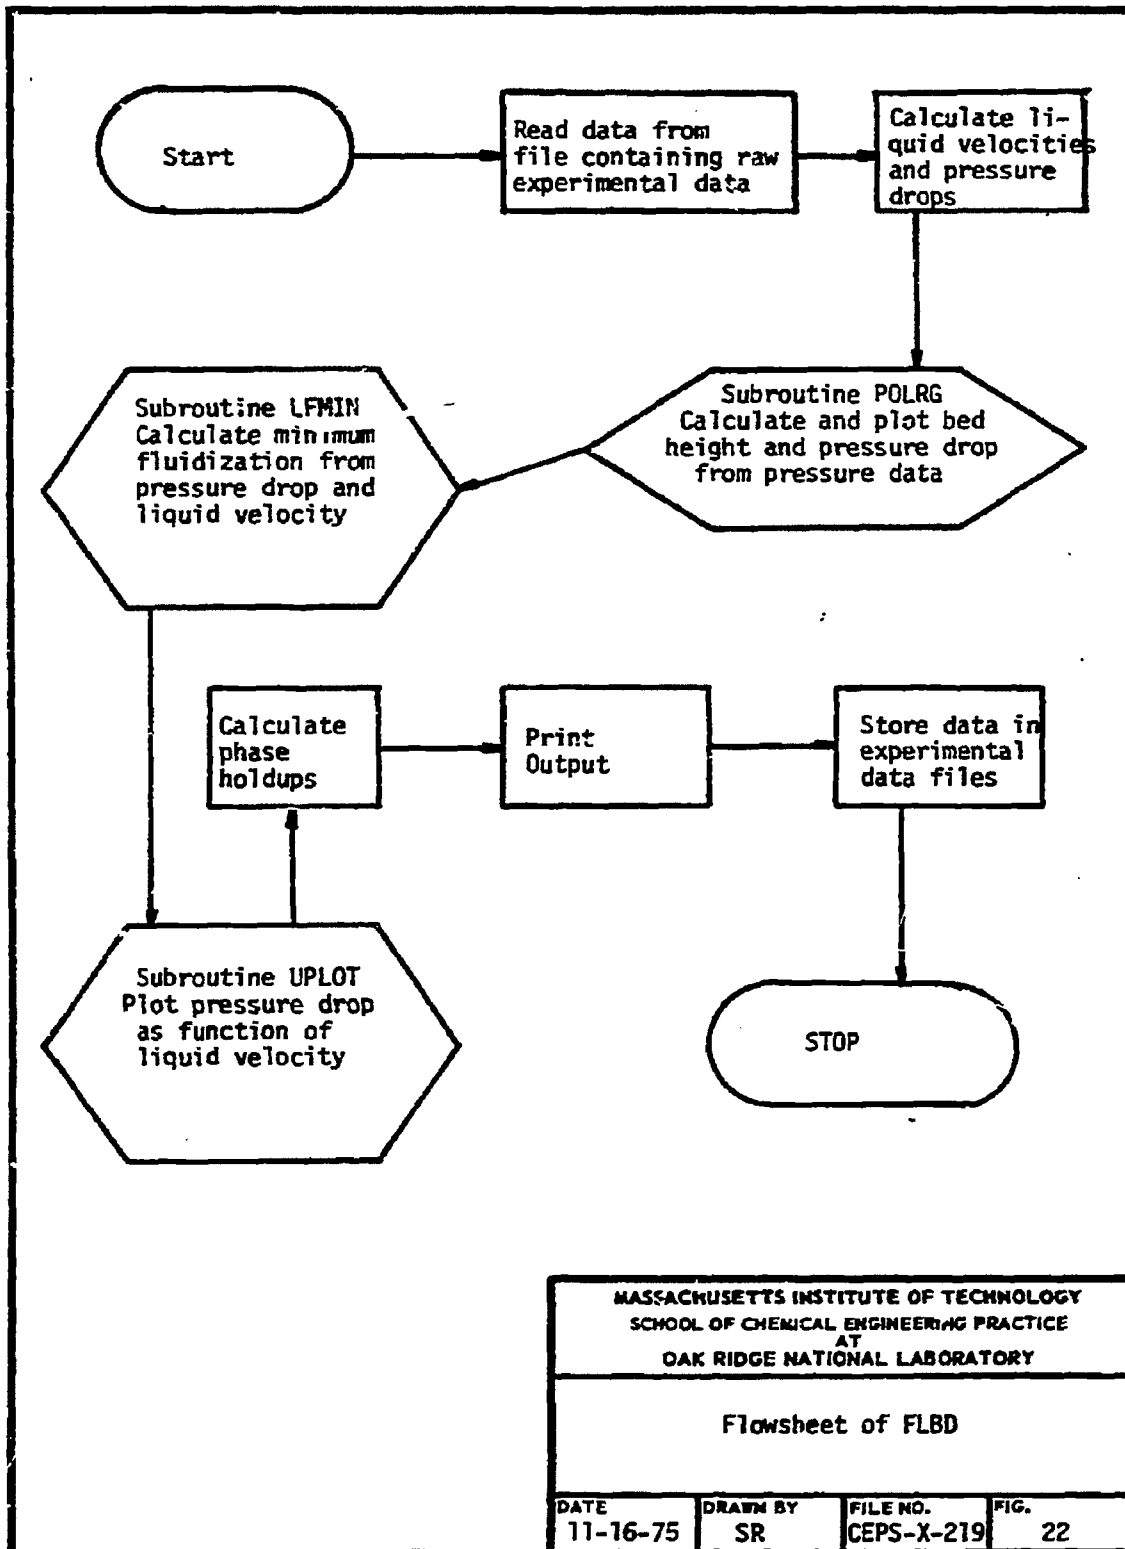 Start
Read data from
file containing raw
experimental data
Calculate li-
quid velocities
and pressure
drops
Subroutine POLRG
Calculate and plot bed
height and pressure drop
from pressure data
Subroutine LFMIN
Calculate minimum
fluidization from
pressure drop and
liquid velocity
Subroutine UPLOT
Plot pressure drop
as function of
liquid velocity
Calculate
phase
holdups
Print
Output
Store data in
experimental
data files
STOP
MASSACHUSETTS INSTITUTE OF TECHNOLOGY
SCHOOL OF CHEMICAL ENGINEERING PRACTICE
AT
OAK RIDGE NATIONAL LABORATORY
Flowsheet of FLBD
DATE DRAWN BY FILE NO. FIG.
11-16-75 SR CEPS-X-219 22